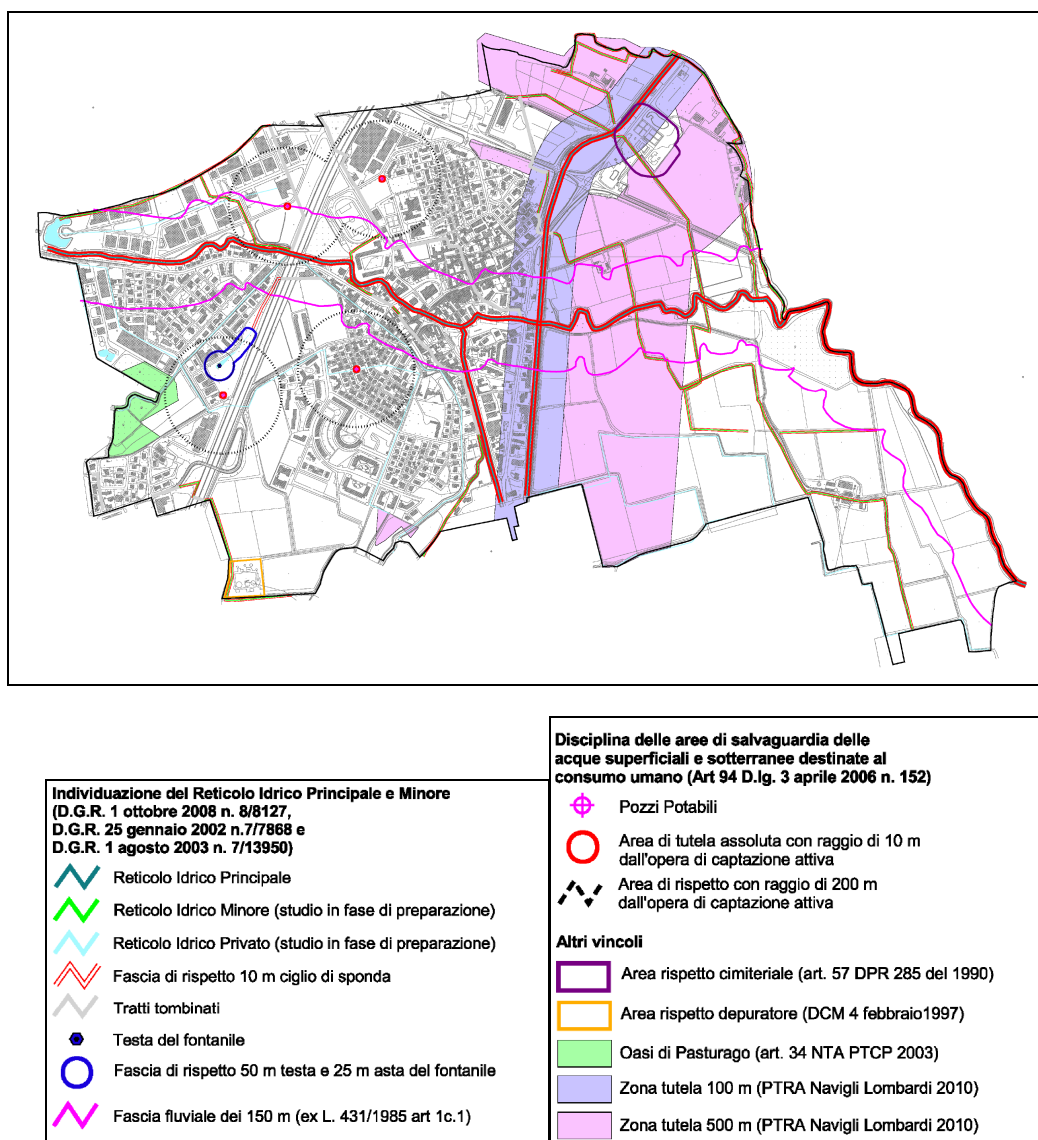 Individuazione del Reticolo Idrico Principale e Minore
(D.G.R. 1 ottobre 2008 n. 8/8127,
D.G.R. 25 gennaio 2002 n.7/7868 e
D.G.R. 1 agosto 2003 n. 7/13950)
Reticolo Idrico Principale
Reticolo Idrico Minore (studio in fase di preparazione)
Reticolo Idrico Privato (studio in fase di preparazione)
Fascia di rispetto 10 m ciglio di sponda
Tratti tombinati
Testa del fontanile
Fascia di rispetto 50 m testa e 25 m asta del fontanile
Fascia fluviale dei 150 m (ex L. 431/1985 art 1c.1)
Disciplina delle aree di salvaguardia delle
acque superficiali e sotterranee destinate al
consumo umano (Art 94 D.lg. 3 aprile 2006 n. 152)
Pozzi Potabili
Area di tutela assoluta con raggio di 10 m
dall'opera di captazione attiva
Area di rispetto con raggio di 200 m
dall'opera di captazione attiva
Altri vincoli
Area rispetto cimiteriale (art. 57 DPR 285 del 1990)
Area rispetto depuratore (DCM 4 febbraio1997)
Oasi di Pasturago (art. 34 NTA PTCP 2003)
Zona tutela 100 m (PTRA Navigli Lombardi 2010)
Zona tutela 500 m (PTRA Navigli Lombardi 2010)